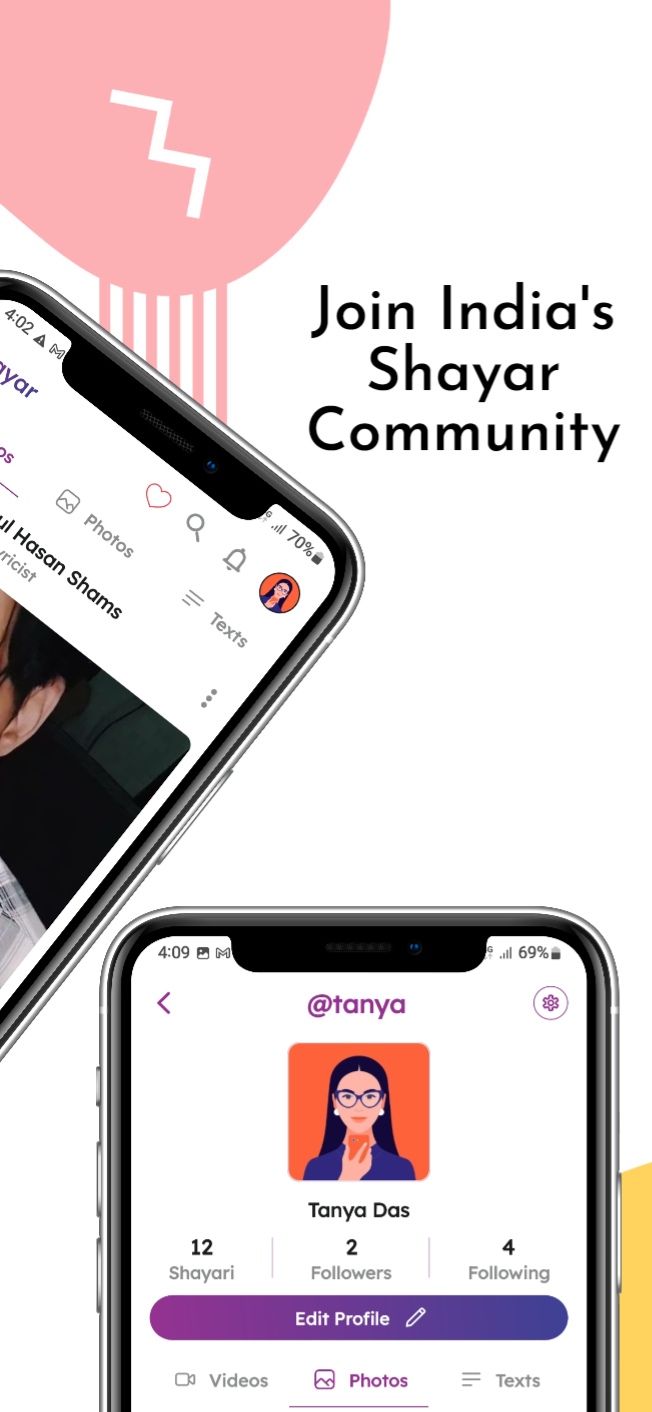 Join India's
Shayar
Community
4:02
ayar
70%
os
Photos
Texts
ul Hasan Shams
yricist
4:09
69%
@tanya
Tanya Das
12
2
4
Shayari
Followers
Following
Edit Profile
Videos
Photos
Texts